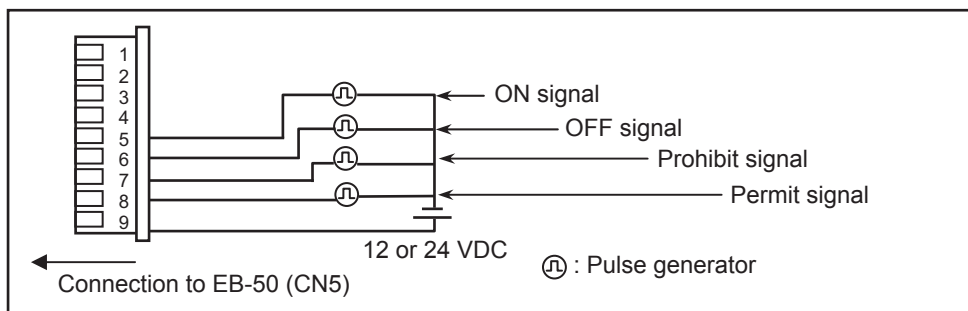 1
2
3
4
5
6
7
8
9
ON signal
OFF signal
Prohibit signal
Permit signal
12 or 24 VDC
: Pulse generator
Connection to EB-50 (CN5)